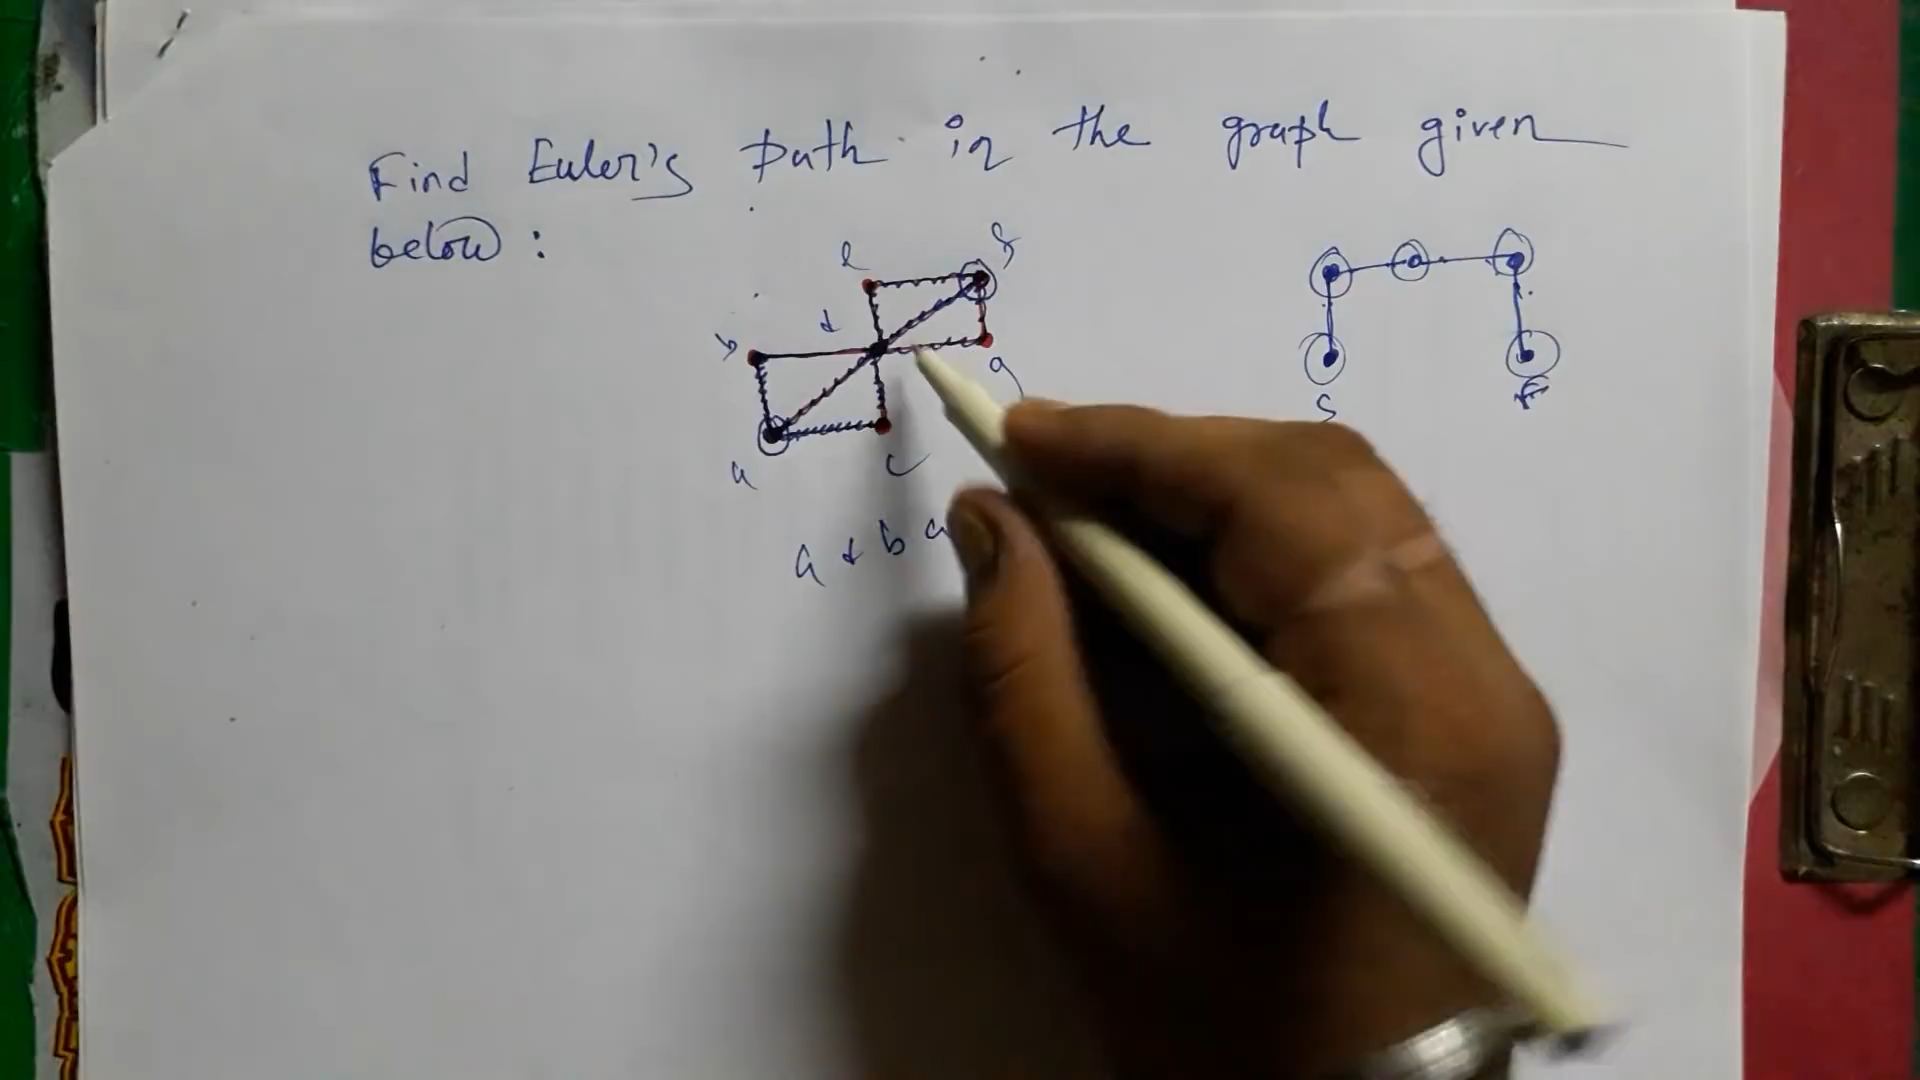 Find Euler's path in the graph given
below :
e f
b d
g
a c
S F
a d b a